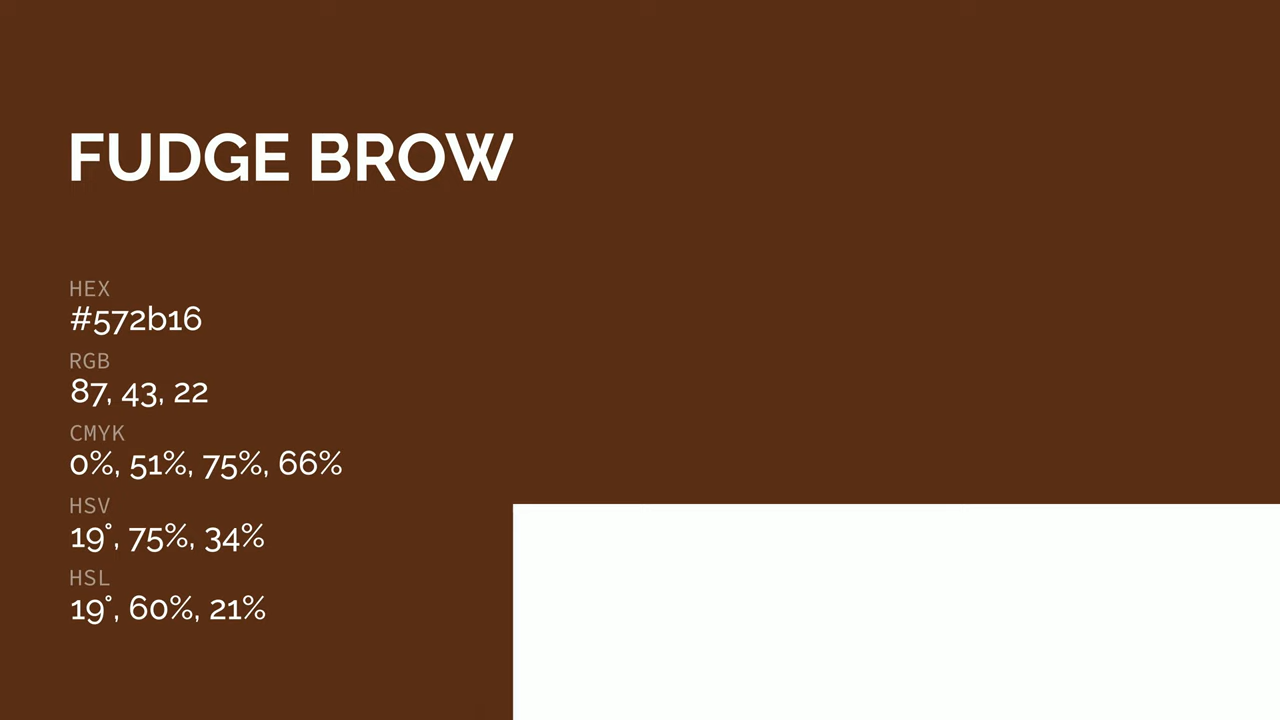 FUDGE BROW
HEX
#572b16
RGB
87, 43, 22
CMYK
0%, 51%, 75%, 66%
HSV
19°, 75%, 34%
HSL
19°, 60%, 21%